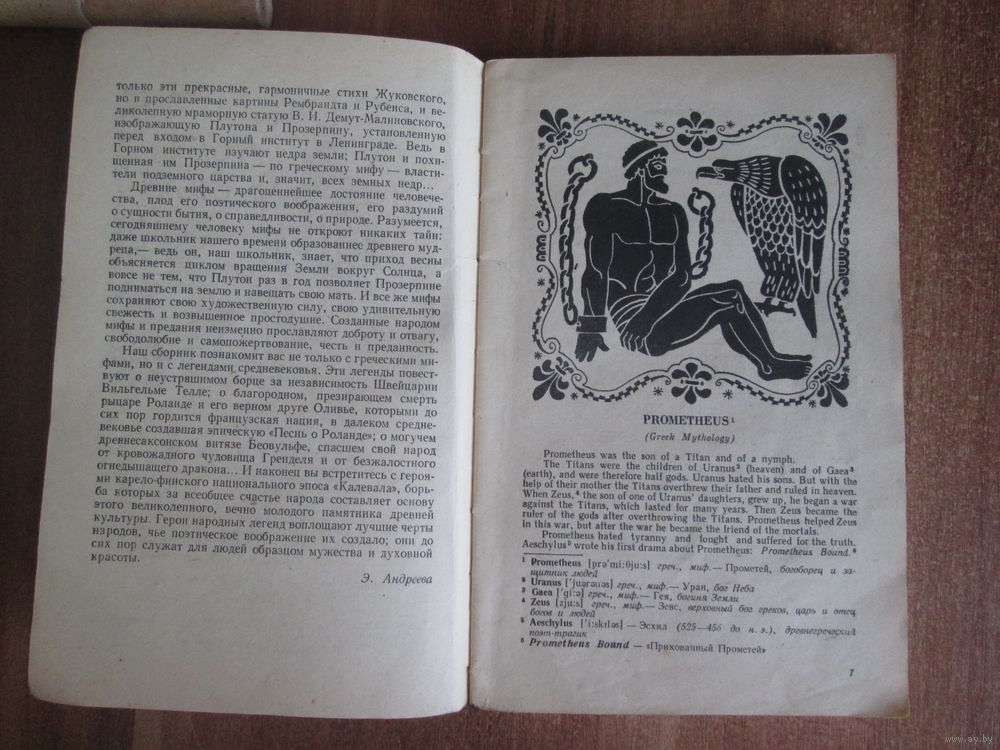 только эти прекрасные, гармоничные стихи Жуковского,
но и прославленные картины Рембрандта и Рубенса, и ве-
ликолепную мраморную статую В. И. Демут-Малиновского,
изображающую Плутона и Прозерпину, установленную
перед входом в Горный институт в Ленинграде. Ведь в
Горном институте изучают недра земли; Плутон и похи-
щенная им Прозерпина — по греческому мифу — власти-
тели подземного царства и, значит, всех земных недр...
Древние мифы — драгоценнейшее достояние человече-
ства, плод его поэтического воображения, его раздумий
о сущности бытия, о справедливости, о природе. Разумеется,
сегодняшнему человеку мифы не откроют никаких тайн:
даже школьник нашего времени образованнее древнего муд-
реца,— ведь он, наш школьник, знает, что приход весны
объясняется циклом вращения Земли вокруг Солнца, а
вовсе не тем, что Плутон раз в год позволяет Прозерпине
подниматься на землю и навещать свою мать. И все же мифы
сохраняют свою художественную силу, свою удивительную
свежесть и возвышенное простодушие. Созданные народом
мифы и предания неизменно прославляют доброту и отвагу,
свободолюбие и самопожертвование, честь и преданность.
Наш сборник познакомит вас не только с греческими ми-
фами, но и с легендами средневековья. Эти легенды повест-
вуют о неустрашимом борце за независимость Швейцарии
Вильгельме Телле; о благородном, презирающем смерть
рыцаре Роланде и его верном друге Оливье, которыми до
сих пор гордится французская нация, в далеком средне-
вековье создавшая эпическую «Песнь о Роланде»; о могучем
древнесаксонском витязе Беовульфе, спасшем свой народ
от кровожадного чудовища Гренделя и от безжалостного
огнедышащего дракона... И наконец вы встретитесь с героя-
ми карело-финского национального эпоса «Калевала», борь-
ба которых за всеобщее счастье народа составляет основу
этого великолепного, вечно молодого памятника древней
культуры. Герои народных легенд воплощают лучшие черты
народов, чье поэтическое воображение их создало; они до
сих пор служат для людей образцом мужества и духовной
красоты.
Э. Андреева
PROMETHEUS¹
(Greek Mythology)
Prometheus was the son of a Titan and of a nymph.
The Titans were the children of Uranus² (heaven) and of Gaea³
(earth), and were therefore half gods. Uranus hated his sons. But with the
help of their mother the Titans overthrew their father and ruled in heaven.
When Zeus,⁴ the son of one of Uranus' daughters, grew up, he began a war
against the Titans, which lasted for many years. Then Zeus became the
ruler of the gods after overthrowing the Titans. Prometheus helped Zeus
in this war, but after the war he became the friend of the mortals.
Prometheus hated tyranny and fought and suffered for the truth.
Aeschylus⁵ wrote his first drama about Prometheus: Prometheus Bound.⁶
¹ Prometheus [prə'mi:θju:s] греч., миф.— Прометей, богоборец и за-
щитник людей
² Uranus ['juərənəs] греч., миф.— Уран, бог Неба
³ Gaea ['gi:ə] греч., миф.— Гея, богиня Земли
⁴ Zeus [zju:s] греч., миф.— Зевс, верховный бог греков, царь и отец
богов и людей
⁵ Aeschylus ['i:skıləs] — Эсхил (525—456 до н. э.), древнегреческий
поэт-трагик
⁶ Prometheus Bound — «Прикованный Прометей»
7
www.ay.by